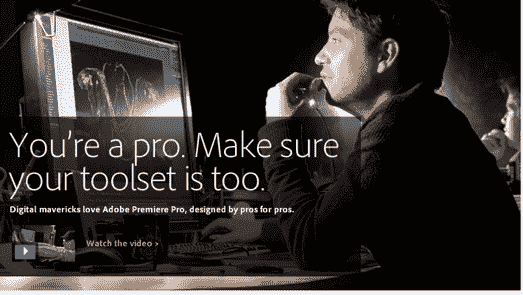 You're a pro. Make sure
your toolset is too.
Digital mavericks love Adobe Premiere Pro, designed by pros for pros.
Watch the video >